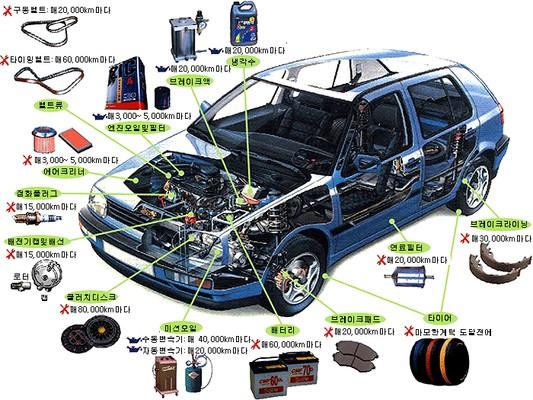 구동벨트: 매20,000km마다
타이밍벨트: 매60,000km마다
벨트류
매20,000km마다
브레이크액
매20,000km마다
냉각수
매3,000~ 5,000km마다
엔진오일및필터
매3,000~ 5,000km마다
에어크리너
점화플러그
매15,000km마다
배전기캡및배선
매15,000km마다
로터
캡
클러치디스크
매80,000km마다
미션오일
수동변속기: 매 40,000km마다
자동변속기: 매20,000km마다
배터리
매60,000km마다
CMF 60
CMF 70
브레이크패드
매20,000km마다
연료필터
매20,000km마다
브레이크라이닝
매30,000km마다
타이어
마모한계턱 도달전에